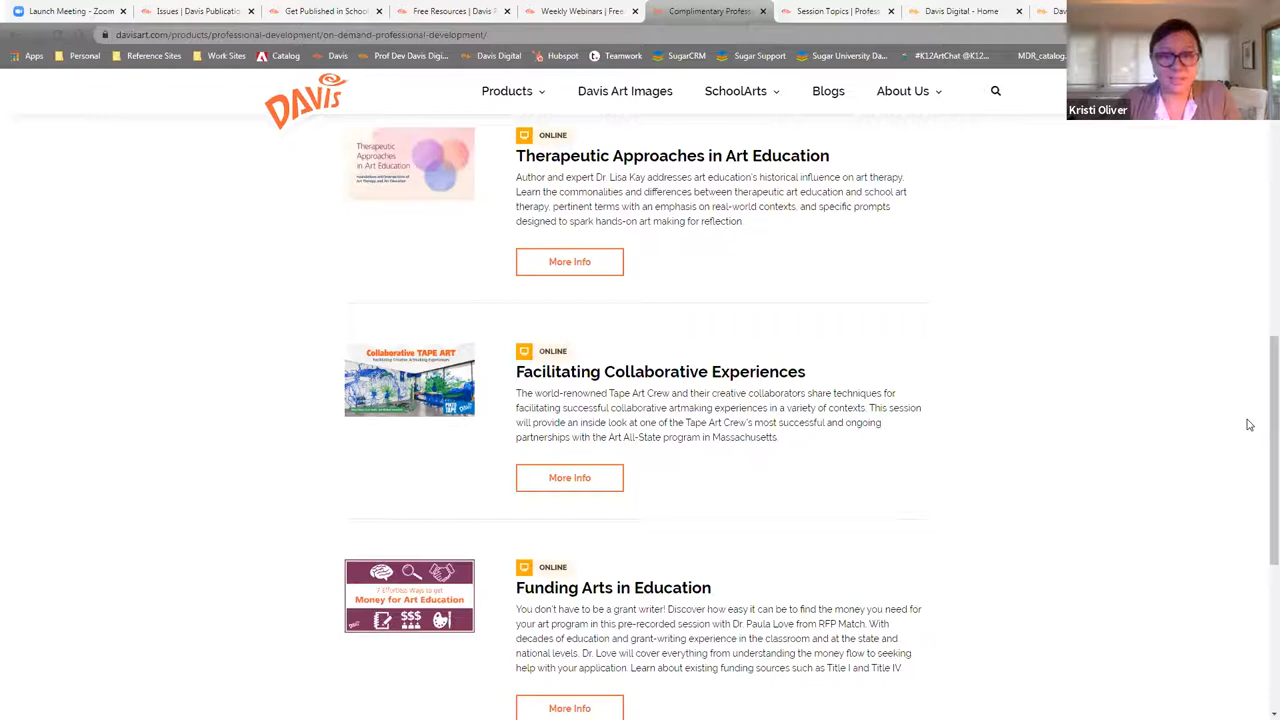 Launch Meeting - Zoom
Issues | Davis Publicatio
Get Published in School
Free Resources | Davis P
Weekly Webinars | Free
Complimentary Profess
Session Topics | Profess
Davis Digital - Home
Dav
davisart.com/products/professional-development/on-demand-professional-development/
Apps
Personal
Reference Sites
Work Sites
Catalog
Davis
Prof Dev Davis Digi...
Davis Digital
Hubspot
Teamwork
SugarCRM
Sugar Support
Sugar University Da...
#K12ArtChat @K12...
MDR_catalog
Kristi Oliver
DAVIS
Products
Davis Art Images
SchoolArts
Blogs
About Us
Therapeutic
Approaches
in Art Education
ONLINE
Therapeutic Approaches in Art Education
Author and expert Dr. Lisa Kay addresses art education's historical influence on art therapy.
Learn the commonalities and differences between therapeutic art education and school art
therapy, pertinent terms with an emphasis on real-world contexts, and specific prompts
designed to spark hands-on art making for reflection
More Info
Collaborative TAPE ART
ONLINE
Facilitating Collaborative Experiences
The world-renowned Tape Art Crew and their creative collaborators share techniques for
facilitating successful collaborative artmaking experiences in a variety of contexts. This session
will provide an inside look at one of the Tape Art Crew's most successful and ongoing
partnerships with the Art All-State program in Massachusetts.
More Info
7 Effortless Ways to get
Money for Art Education
$$$
ONLINE
Funding Arts in Education
You don't have to be a grant writer! Discover how easy it can be to find the money you need for
your art program in this pre-recorded session with Dr. Paula Love from RFP Match. With
decades of education and grant-writing experience in the classroom and at the state and
national levels, Dr. Love will cover everything from understanding the money flow to seeking
help with your application. Learn about existing funding sources such as Title I and Title IV.
More Info